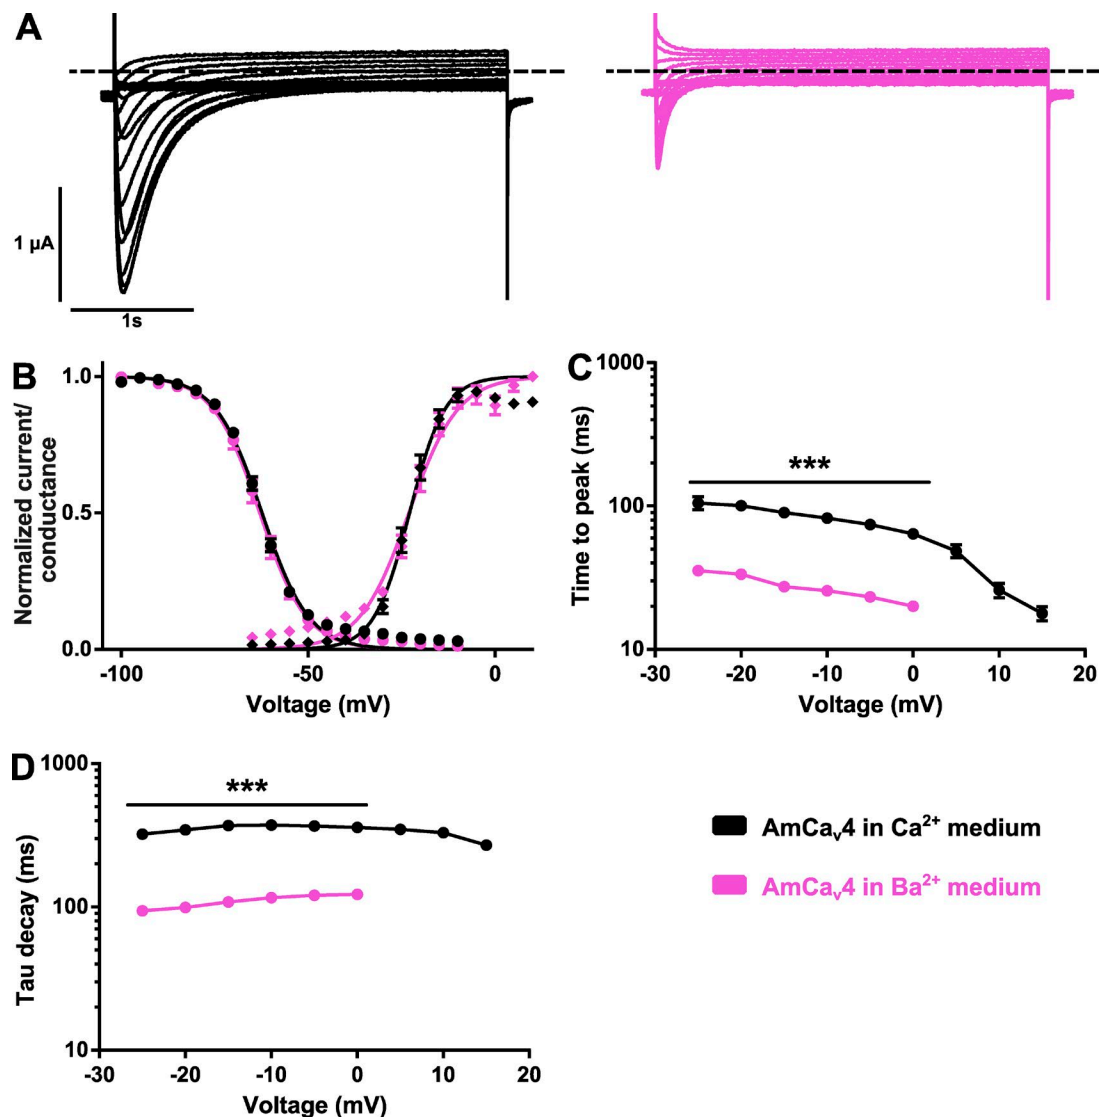 A
1 µA
1s
B
Normalized current/
conductance
1.0
0.5
0.0
-100
-50
0
Voltage (mV)
C
Time to peak (ms)
1000
100
10
***
-30
-20
-10
0
10
20
Voltage (mV)
D
Tau decay (ms)
1000
100
10
***
-30
-20
-10
0
10
20
Voltage (mV)
AmCaᵥ4 in Ca²⁺ medium
AmCaᵥ4 in Ba²⁺ medium